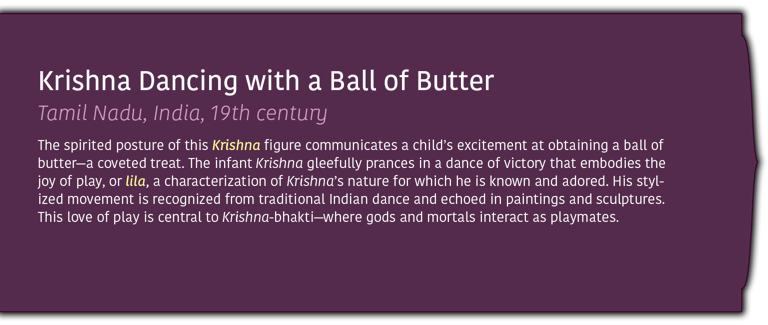 Krishna Dancing with a Ball of Butter
Tamil Nadu, India, 19th century
The spirited posture of this Krishna figure communicates a child's excitement at obtaining a ball of
butter—a coveted treat. The infant Krishna gleefully prances in a dance of victory that embodies the
joy of play, or lila, a characterization of Krishna's nature for which he is known and adored. His styl-
ized movement is recognized from traditional Indian dance and echoed in paintings and sculptures.
This love of play is central to Krishna-bhakti—where gods and mortals interact as playmates.